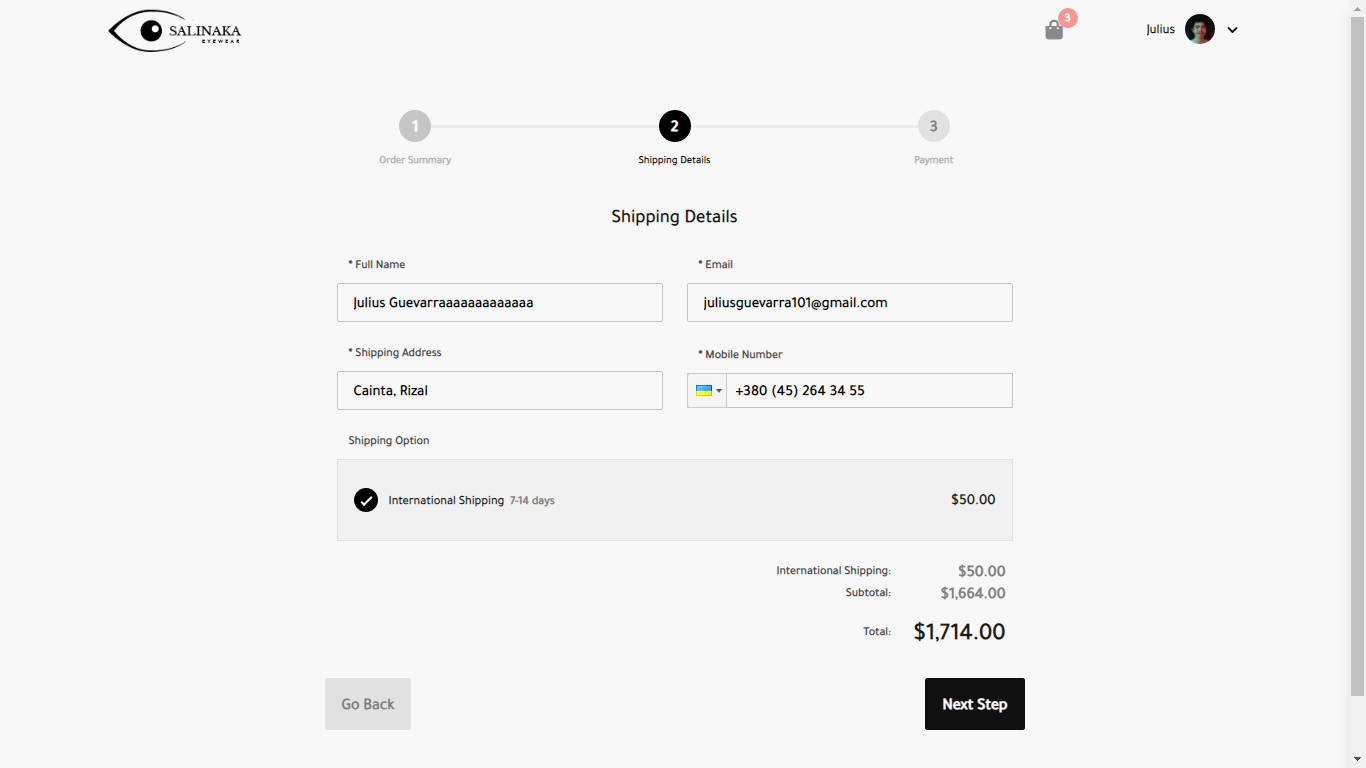 SALINAKA
EYEWEAR
3
Julius
1
2
3
Order Summary
Shipping Details
Payment
Shipping Details
* Full Name
* Email
Julius Guevarraaaaaaaaaaaaa
juliusguevarra101@gmail.com
* Shipping Address
* Mobile Number
Cainta, Rizal
+380 (45) 264 34 55
Shipping Option
International Shipping 7-14 days $50.00
International Shipping: $50.00
Subtotal: $1,664.00
Total: $1,714.00
Go Back
Next Step